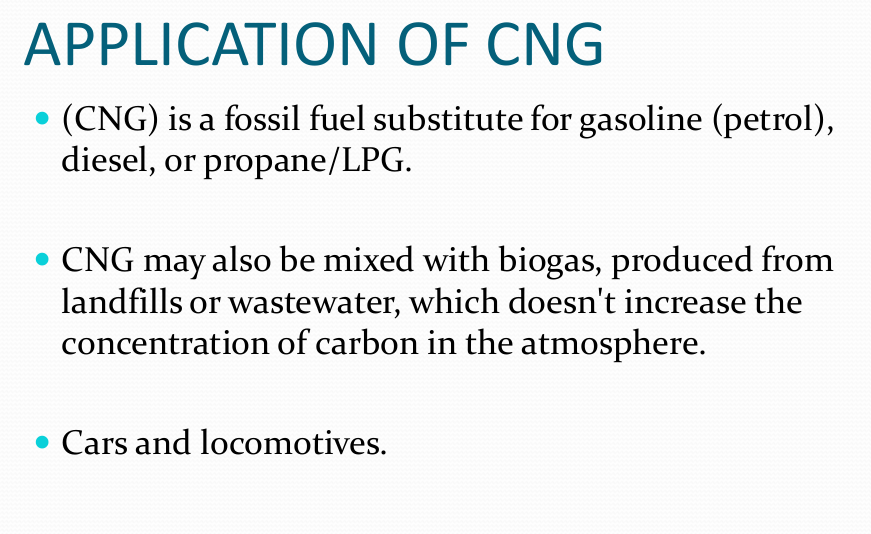 APPLICATION OF CNG
• (CNG) is a fossil fuel substitute for gasoline (petrol),
diesel, or propane/LPG.
• CNG may also be mixed with biogas, produced from
landfills or wastewater, which doesn't increase the
concentration of carbon in the atmosphere.
• Cars and locomotives.